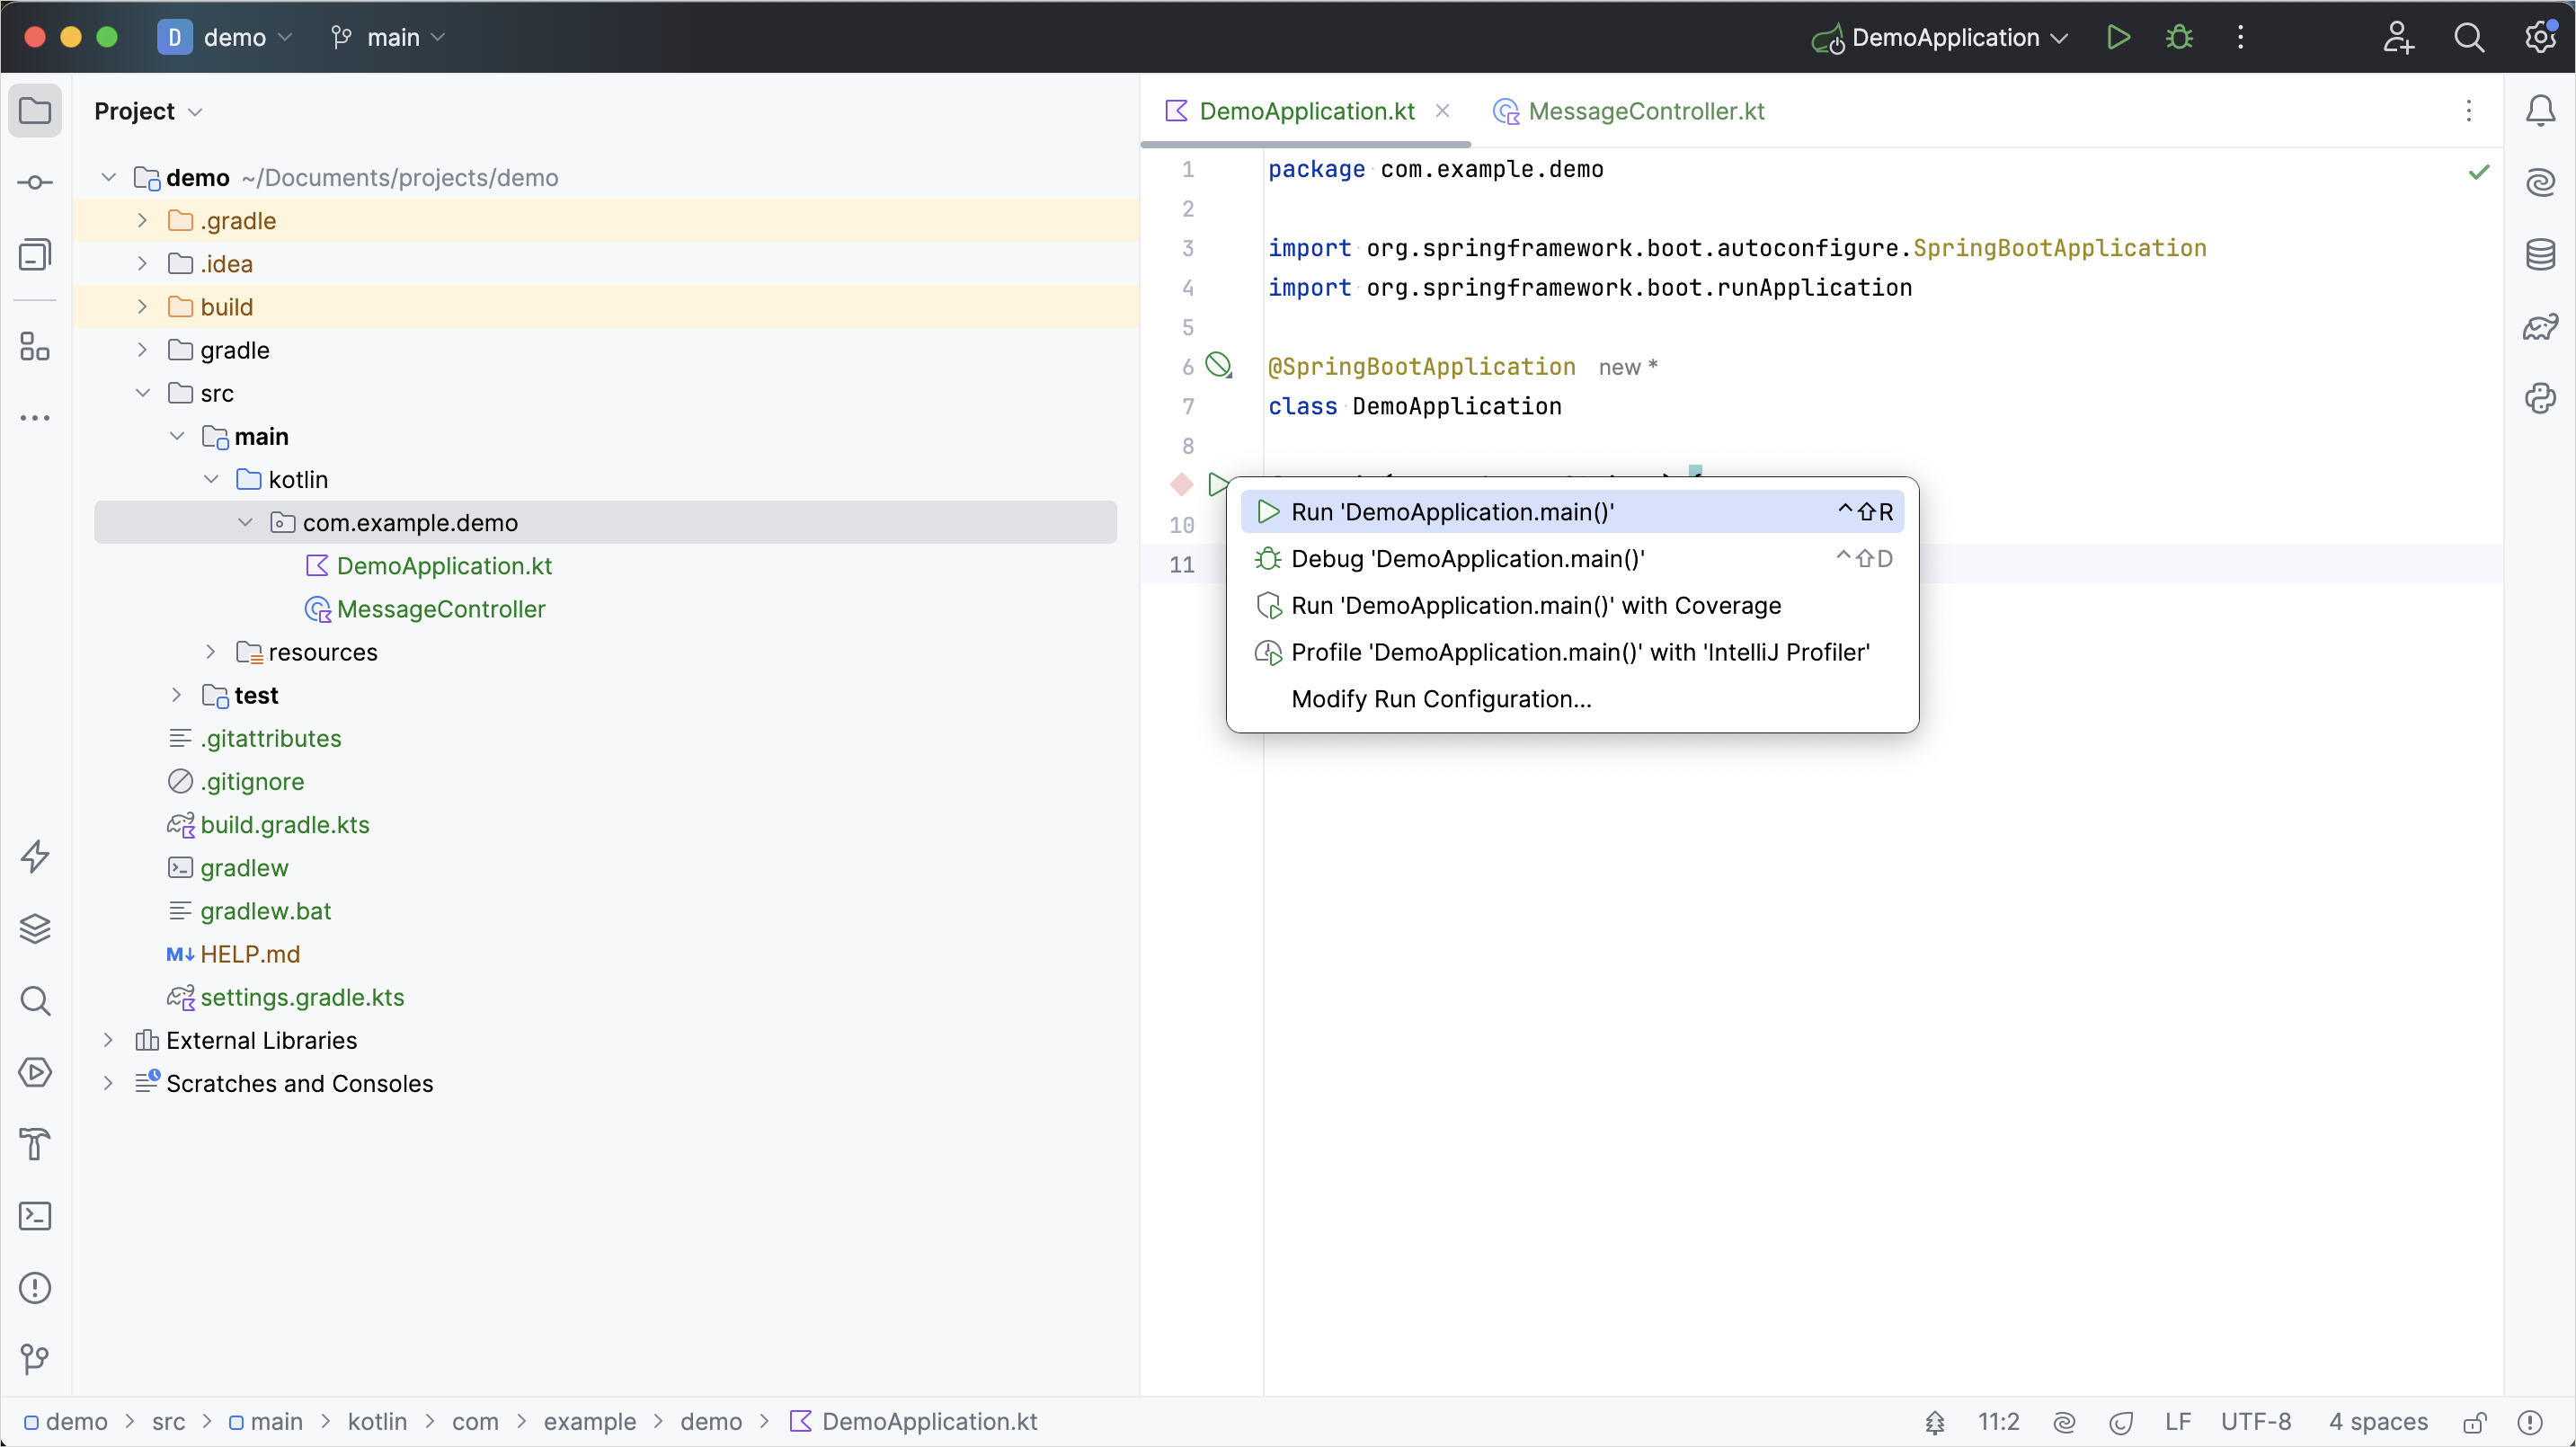 D demo main DemoApplication
Project
demo ~/Documents/projects/demo
.gradle
.idea
build
gradle
src
main
kotlin
com.example.demo
DemoApplication.kt
MessageController
resources
test
.gitattributes
.gitignore
build.gradle.kts
gradlew
gradlew.bat
M↓ HELP.md
settings.gradle.kts
External Libraries
Scratches and Consoles
DemoApplication.kt MessageController.kt
1 package com.example.demo
2
3 import org.springframework.boot.autoconfigure.SpringBootApplication
4 import org.springframework.boot.runApplication
5
6 @SpringBootApplication new *
7 class DemoApplication
8
10
11
Run 'DemoApplication.main()' ^⇧R
Debug 'DemoApplication.main()' ^⇧D
Run 'DemoApplication.main()' with Coverage
Profile 'DemoApplication.main()' with 'IntelliJ Profiler'
Modify Run Configuration...
demo > src > main > kotlin > com > example > demo > DemoApplication.kt 11:2 LF UTF-8 4 spaces